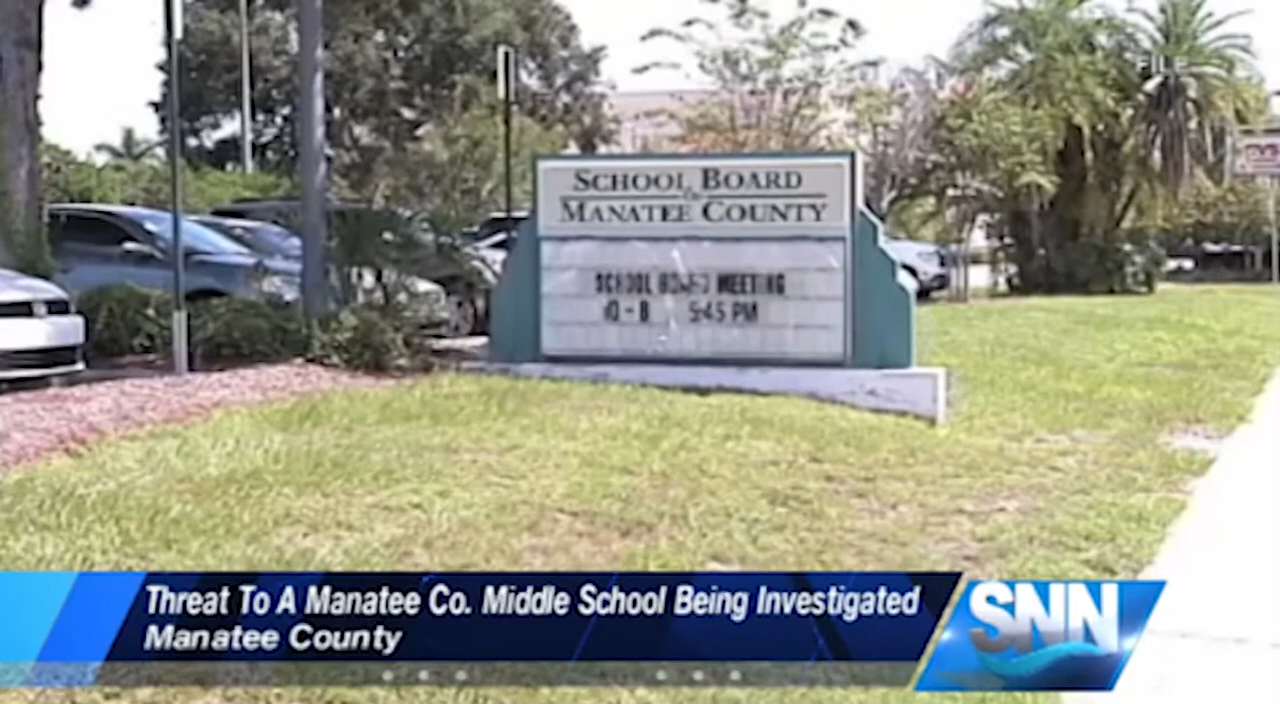 FILE
SCHOOL BOARD
MANATEE COUNTY
SCHOOL BOARD MEETING
10-8 5:45 PM
Threat To A Manatee Co. Middle School Being Investigated
Manatee County
SNN